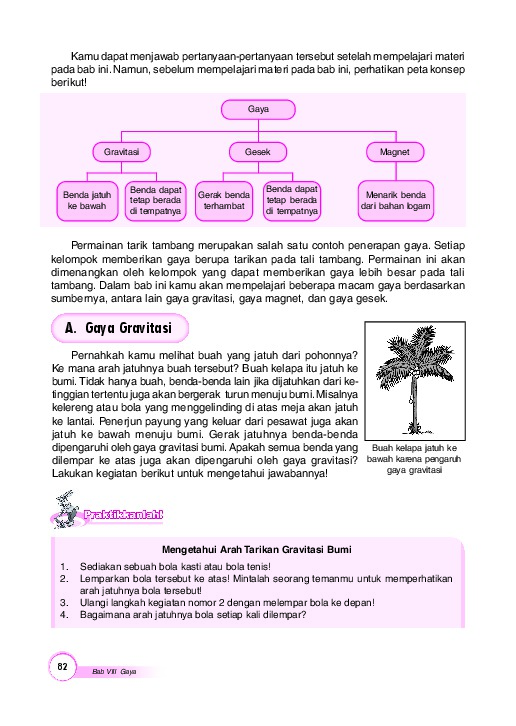 Kamu dapat menjawab pertanyaan-pertanyaan tersebut setelah mempelajari materi
pada bab ini. Namun, sebelum mempelajari materi pada bab ini, perhatikan peta konsep
berikut!
Gaya
Gravitasi
Gesek
Magnet
Benda jatuh
ke bawah
Benda dapat
tetap berada
di tempatnya
Gerak benda
terhambat
Benda dapat
tetap berada
di tempatnya
Menarik benda
dari bahan logam
Permainan tarik tambang merupakan salah satu contoh penerapan gaya. Setiap
kelompok memberikan gaya berupa tarikan pada tali tambang. Permainan ini akan
dimenangkan oleh kelompok yang dapat memberikan gaya lebih besar pada tali
tambang. Dalam bab ini kamu akan mempelajari beberapa macam gaya berdasarkan
sumbernya, antara lain gaya gravitasi, gaya magnet, dan gaya gesek.
A. Gaya Gravitasi
Pernahkah kamu melihat buah yang jatuh dari pohonnya?
Ke mana arah jatuhnya buah tersebut? Buah kelapa itu jatuh ke
bumi. Tidak hanya buah, benda-benda lain jika dijatuhkan dari ke-
tinggian tertentu juga akan bergerak turun menuju bumi. Misalnya
kelereng atau bola yang menggelinding di atas meja akan jatuh
ke lantai. Penerjun payung yang keluar dari pesawat juga akan
jatuh ke bawah menuju bumi. Gerak jatuhnya benda-benda
dipengaruhi oleh gaya gravitasi bumi. Apakah semua benda yang
dilempar ke atas juga akan dipengaruhi oleh gaya gravitasi?
Lakukan kegiatan berikut untuk mengetahui jawabannya!
Buah kelapa jatuh ke
bawah karena pengaruh
gaya gravitasi
Praktikkanlah!
Mengetahui Arah Tarikan Gravitasi Bumi
1. Sediakan sebuah bola kasti atau bola tenis!
2. Lemparkan bola tersebut ke atas! Mintalah seorang temanmu untuk memperhatikan
arah jatuhnya bola tersebut!
3. Ulangi langkah kegiatan nomor 2 dengan melempar bola ke depan!
4. Bagaimana arah jatuhnya bola setiap kali dilempar?
82
Bab VIII Gaya